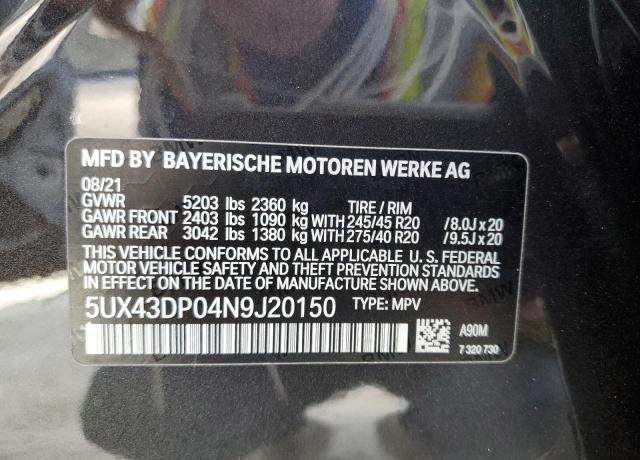 MFD BY BAYERISCHE MOTOREN WERKE AG
08/21
GVWR 5203 lbs 2360 kg TIRE / RIM
GAWR FRONT 2403 lbs 1090 kg WITH 245/45 R20 /8.0J x 20
GAWR REAR 3042 lbs 1380 kg WITH 275/40 R20 /9.5J x 20
THIS VEHICLE CONFORMS TO ALL APPLICABLE U. S. FEDERAL
MOTOR VEHICLE SAFETY AND THEFT PREVENTION STANDARDS
IN EFFECT ON THE DATE OF MANUFACTURE SHOWN ABOVE.
5UX43DP04N9J20150 TYPE: MPV
A90M
7 320 730